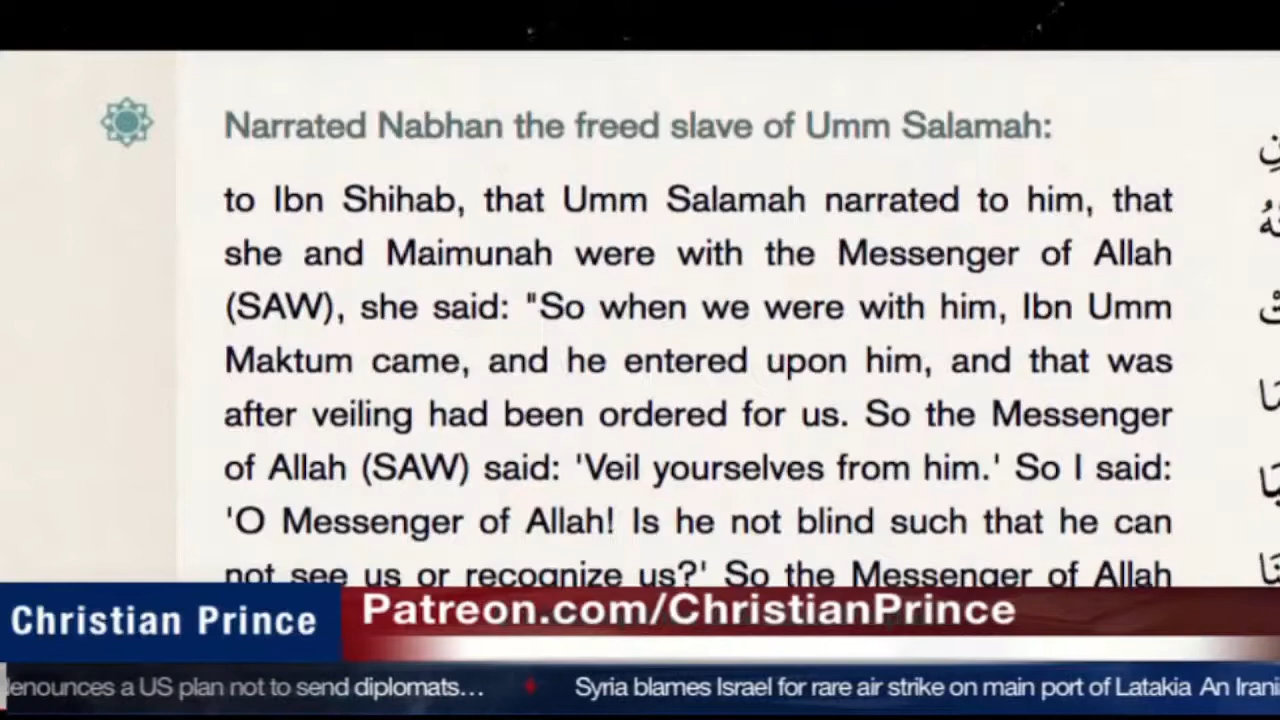 Narrated Nabhan the freed slave of Umm Salamah:
to Ibn Shihab, that Umm Salamah narrated to him, that
she and Maimunah were with the Messenger of Allah
(SAW), she said: "So when we were with him, Ibn Umm
Maktum came, and he entered upon him, and that was
after veiling had been ordered for us. So the Messenger
of Allah (SAW) said: 'Veil yourselves from him.' So I said:
'O Messenger of Allah! Is he not blind such that he can
not see us or recognize us?' So the Messenger of Allah
Christian Prince
Patreon.com/ChristianPrince
denounces a US plan not to send diplomats... Syria blames Israel for rare air strike on main port of Latakia An